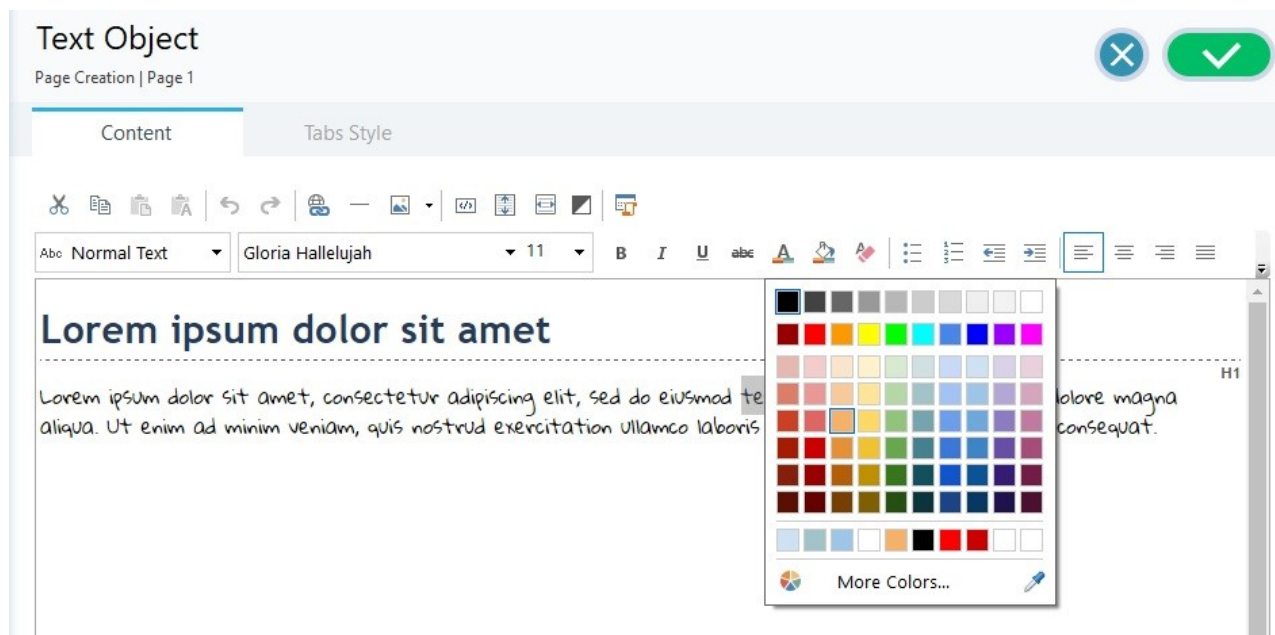 Text Object
Page Creation | Page 1
Content
Tabs Style
Abc Normal Text
Gloria Hallelujah
11
B I U abc A
Lorem ipsum dolor sit amet
H1
Lorem ipsum dolor sit amet, consectetur adipiscing elit, sed do eiusmod te dolore magna
aliqua. Ut enim ad minim veniam, quis nostrud exercitation ullamco laboris consequat.
More Colors...